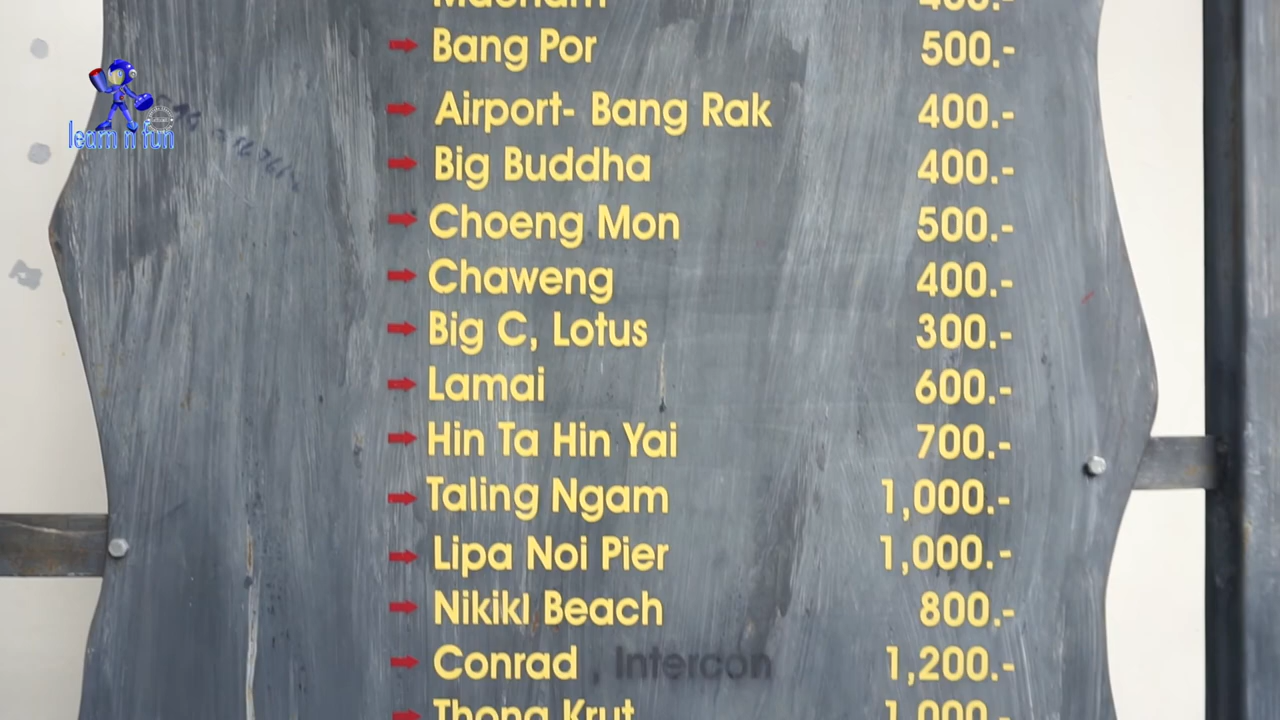 Maenam 400.-
Bang Por 500.-
Airport- Bang Rak 400.-
Big Buddha 400.-
Choeng Mon 500.-
Chaweng 400.-
Big C, Lotus 300.-
Lamai 600.-
Hin Ta Hin Yai 700.-
Taling Ngam 1,000.-
Lipa Noi Pier 1,000.-
NikikI Beach 800.-
Conrad , Intercon 1,200.-
Thong Krut 1,000.-
learn n fun